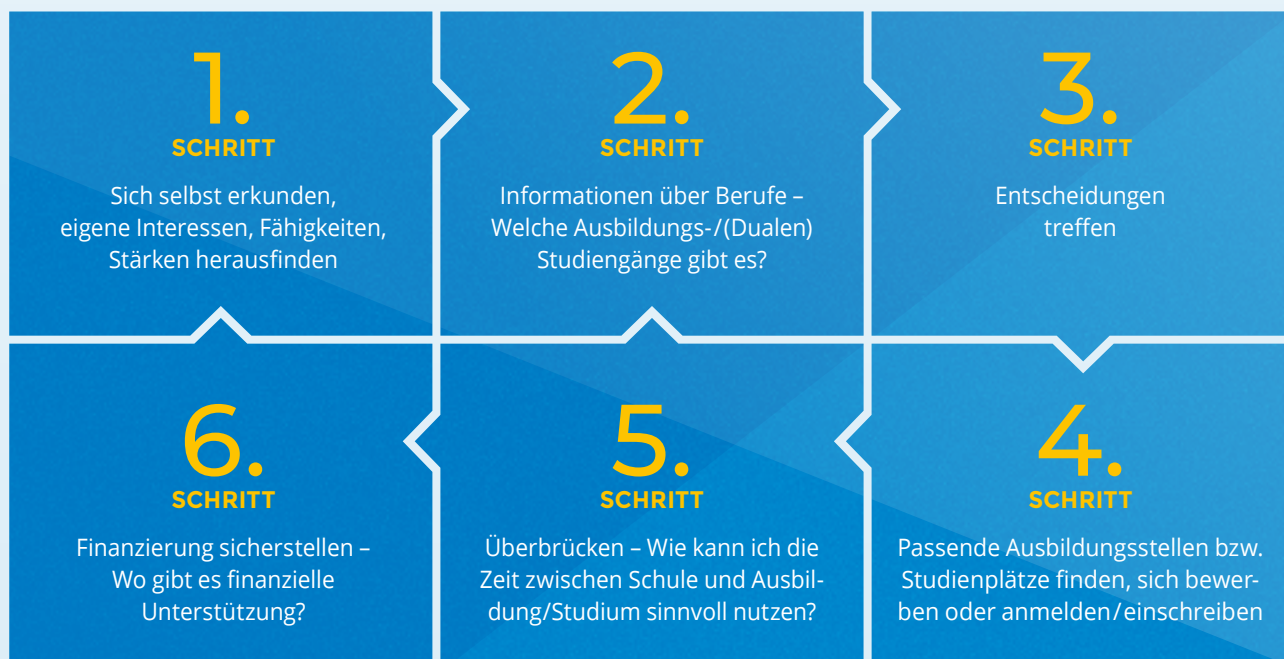 1.
SCHRITT
Sich selbst erkunden,
eigene Interessen, Fähigkeiten,
Stärken herausfinden
2.
SCHRITT
Informationen über Berufe –
Welche Ausbildungs-/(Dualen)
Studiengänge gibt es?
3.
SCHRITT
Entscheidungen
treffen
4.
SCHRITT
Passende Ausbildungsstellen bzw.
Studienplätze finden, sich bewer-
ben oder anmelden/einschreiben
5.
SCHRITT
Überbrücken – Wie kann ich die
Zeit zwischen Schule und Ausbil-
dung/Studium sinnvoll nutzen?
6.
SCHRITT
Finanzierung sicherstellen –
Wo gibt es finanzielle
Unterstützung?